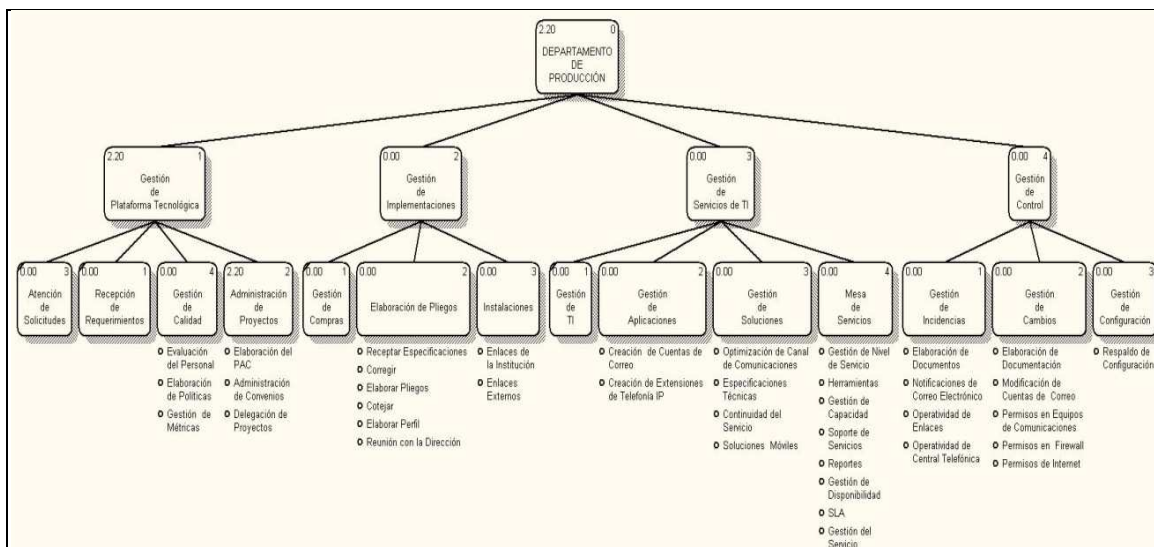 2.20 0
DEPARTAMENTO
DE
PRODUCCIÓN
2.20 1
Gestión
de
Plataforma Tecnológica
0.00 2
Gestión
de
Implementaciones
0.00 3
Gestión
de
Servicios de TI
0.00 4
Gestión
de
Control
0.00 3
Atención
de
Solicitudes
0.00 1
Recepción
de
Requerimientos
0.00 4
Gestión
de
Calidad
Evaluación
del Personal
Elaboración
de Políticas
Gestión de
Métricas
2.20 2
Administración
de
Proyectos
Elaboración del
PAC
Administración
de Convenios
Delegación de
Proyectos
0.00 1
Gestión
de
Compras
0.00 2
Elaboración de Pliegos
Receptar Especificaciones
Corregir
Elaborar Pliegos
Cotejar
Elaborar Perfil
Reunión con la Dirección
0.00 3
Instalaciones
Enlaces de
la Institución
Enlaces
Externos
0.00 1
Gestión
de
TI
0.00 2
Gestión
de
Aplicaciones
Creación de Cuentas de
Correo
Creación de Extensiones
de Telefonía IP
0.00 3
Gestión
de
Soluciones
Optimización de Canal
de Comunicaciones
Especificaciones
Técnicas
Continuidad del
Servicio
Soluciones Móviles
0.00 4
Mesa
de
Servicios
Gestión de Nivel
de Servicio
Herramientas
Gestión de
Capacidad
Soporte de
Servicios
Reportes
Gestión de
Disponibilidad
SLA
Gestión del
Servicio
0.00 1
Gestión
de
Incidencias
Elaboración de
Documentos
Notificaciones de
Correo Electrónico
Operatividad de
Enlaces
Operatividad de
Central Telefónica
0.00 2
Gestión
de
Cambios
Elaboración de
Documentación
Modificación de
Cuentas de Correo
Permisos en Equipos
de Comunicaciones
Permisos en Firewall
Permisos de Internet
0.00 3
Gestión
de
Configuración
Respaldo de
Configuración